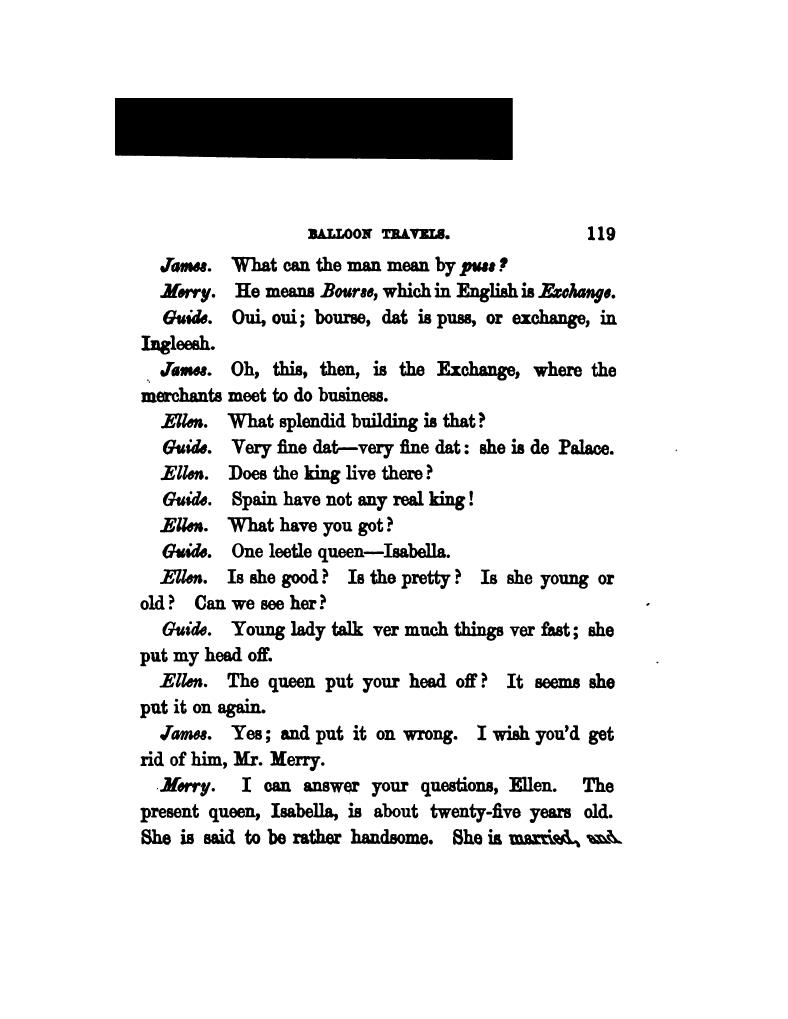 BALLOON TRAVELS. 119
James. What can the man mean by puss?
Merry. He means Bourse, which in English is Exchange.
Guide. Oui, oui; bourse, dat is puss, or exchange, in
Ingleesh.
James. Oh, this, then, is the Exchange, where the
merchants meet to do business.
Ellen. What splendid building is that?
Guide. Very fine dat—very fine dat: she is de Palace.
Ellen. Does the king live there?
Guide. Spain have not any real king!
Ellen. What have you got?
Guide. One leetle queen—Isabella.
Ellen. Is she good? Is the pretty? Is she young or
old? Can we see her?
Guide. Young lady talk ver much things ver fast; she
put my head off.
Ellen. The queen put your head off? It seems she
put it on again.
James. Yes; and put it on wrong. I wish you'd get
rid of him, Mr. Merry.
Merry. I can answer your questions, Ellen. The
present queen, Isabella, is about twenty-five years old.
She is said to be rather handsome. She is married, and